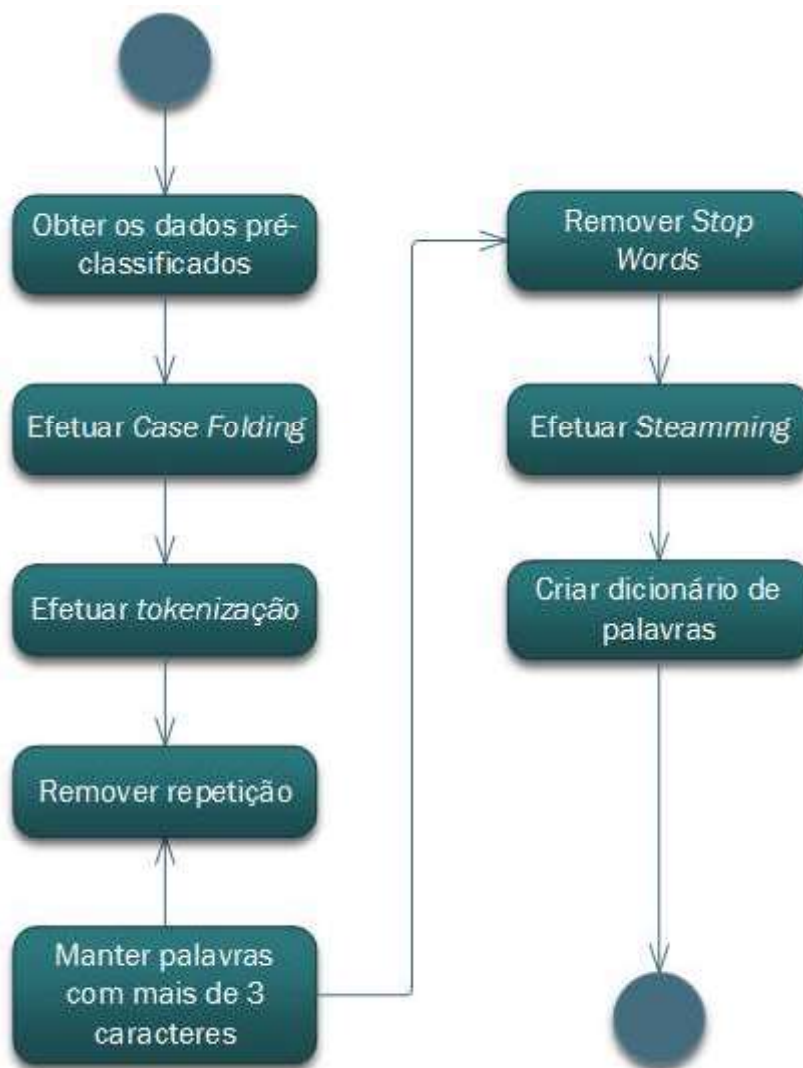 Obter os dados pré-
classificados
Efetuar Case Folding
Efetuar tokenização
Remover repetição
Manter palavras
com mais de 3
caracteres
Remover Stop
Words
Efetuar Steamming
Criar dicionário de
palavras